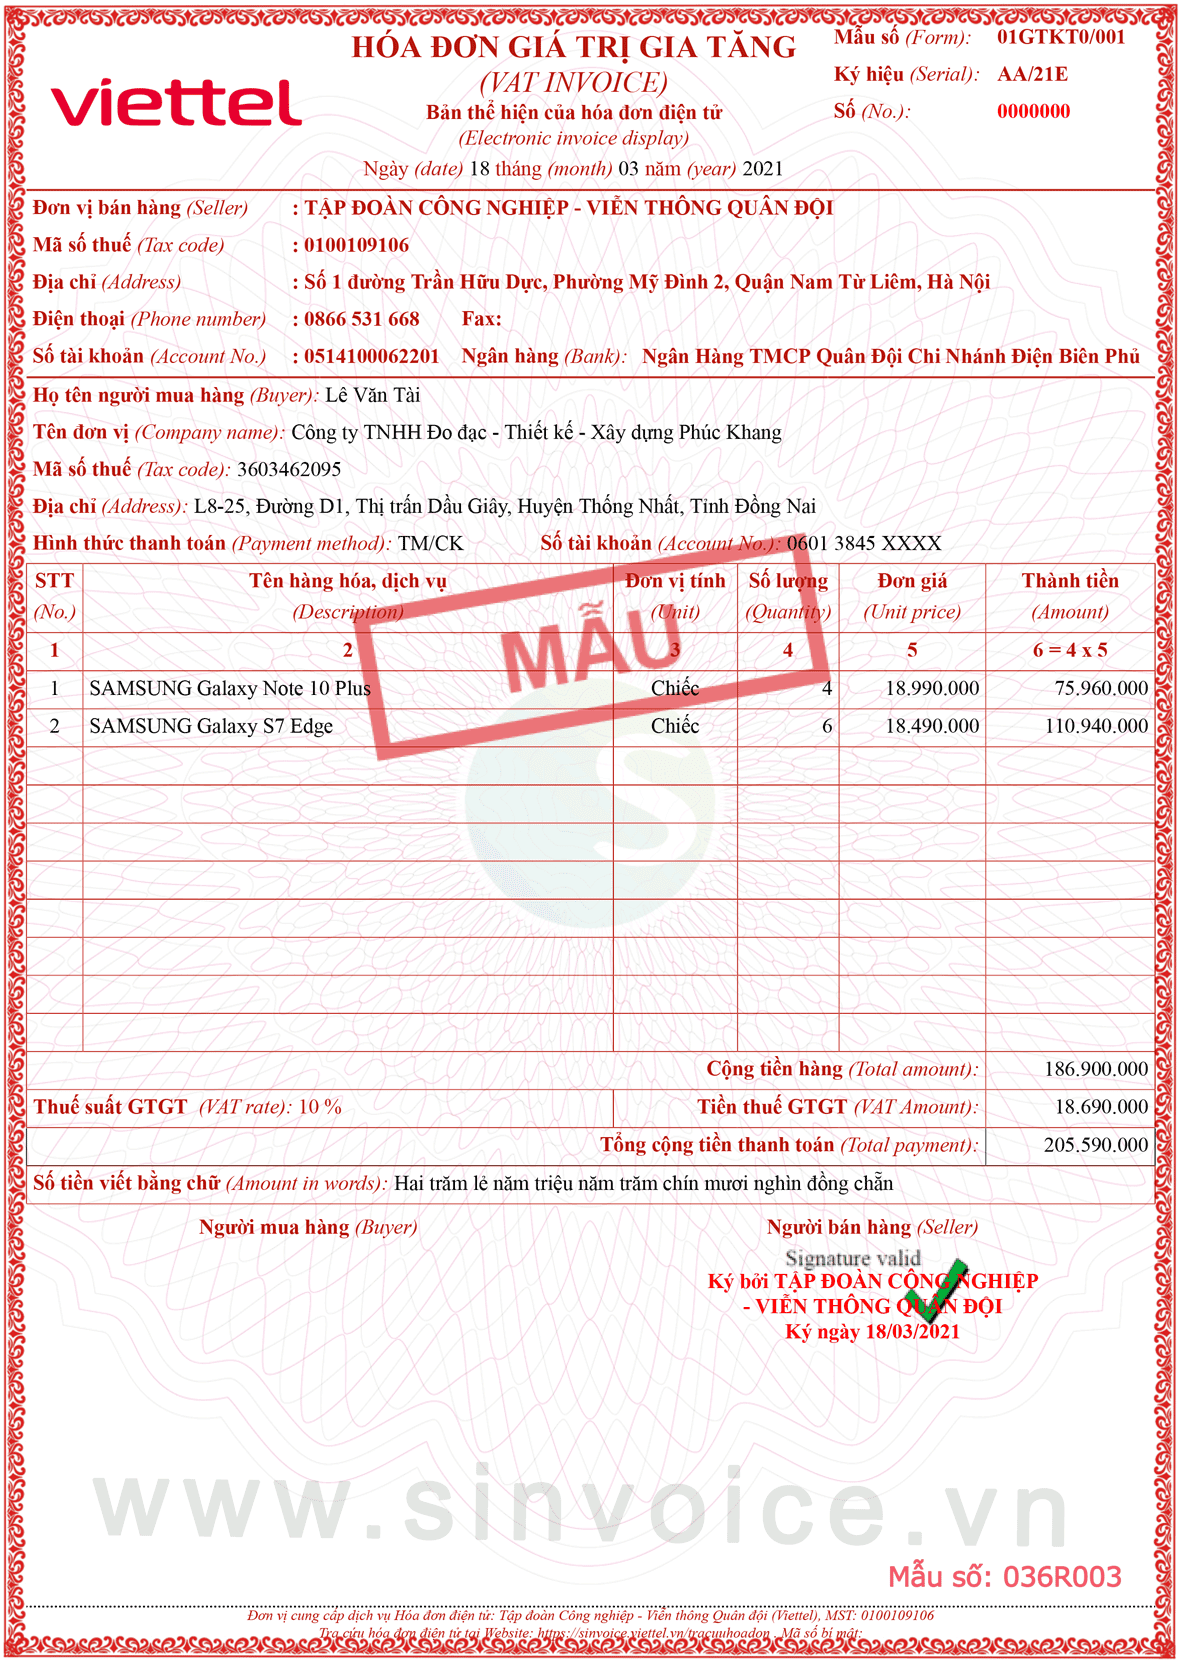 viettel
HÓA ĐƠN GIÁ TRỊ GIA TĂNG
(VAT INVOICE)
Bản thể hiện của hóa đơn điện tử
(Electronic invoice display)
Ngày (date) 18 tháng (month) 03 năm (year) 2021
Mẫu số (Form): 01GTKT0/001
Ký hiệu (Serial): AA/21E
Số (No.): 0000000
Đơn vị bán hàng (Seller) : TẬP ĐOÀN CÔNG NGHIỆP - VIỄN THÔNG QUÂN ĐỘI
Mã số thuế (Tax code) : 0100109106
Địa chỉ (Address) : Số 1 đường Trần Hữu Dực, Phường Mỹ Đình 2, Quận Nam Từ Liêm, Hà Nội
Điện thoại (Phone number) : 0866 531 668 Fax:
Số tài khoản (Account No.) : 0514100062201 Ngân hàng (Bank): Ngân Hàng TMCP Quân Đội Chi Nhánh Điện Biên Phủ
Họ tên người mua hàng (Buyer): Lê Văn Tài
Tên đơn vị (Company name): Công ty TNHH Đo đạc - Thiết kế - Xây dựng Phúc Khang
Mã số thuế (Tax code): 3603462095
Địa chỉ (Address): L8-25, Đường D1, Thị trấn Dầu Giây, Huyện Thống Nhất, Tỉnh Đồng Nai
Hình thức thanh toán (Payment method): TM/CK Số tài khoản (Account No.): 0601 3845 XXXX
STT Tên hàng hóa, dịch vụ Đơn vị tính Số lượng Đơn giá Thành tiền
(No.) (Description) (Unit) (Quantity) (Unit price) (Amount)
1 2 3 4 5 6 = 4 x 5
MẪU
1 SAMSUNG Galaxy Note 10 Plus Chiếc 4 18.990.000 75.960.000
2 SAMSUNG Galaxy S7 Edge Chiếc 6 18.490.000 110.940.000
S
Cộng tiền hàng (Total amount): 186.900.000
Thuế suất GTGT (VAT rate): 10 % Tiền thuế GTGT (VAT Amount): 18.690.000
Tổng cộng tiền thanh toán (Total payment): 205.590.000
Số tiền viết bằng chữ (Amount in words): Hai trăm lẻ năm triệu năm trăm chín mươi nghìn đồng chẵn
Người mua hàng (Buyer) Người bán hàng (Seller)
Signature valid
Ký bởi TẬP ĐOÀN CÔNG NGHIỆP
- VIỄN THÔNG QUÂN ĐỘI
Ký ngày 18/03/2021
www.sinvoice.vn
Mẫu số: 036R003
Đơn vị cung cấp dịch vụ Hóa đơn điện tử: Tập đoàn Công nghiệp - Viễn thông Quân đội (Viettel), MST: 0100109106
Tra cứu hóa đơn điện tử tại Website: https://sinvoice.viettel.vn/tracuuhoadon . Mã số bí mật: